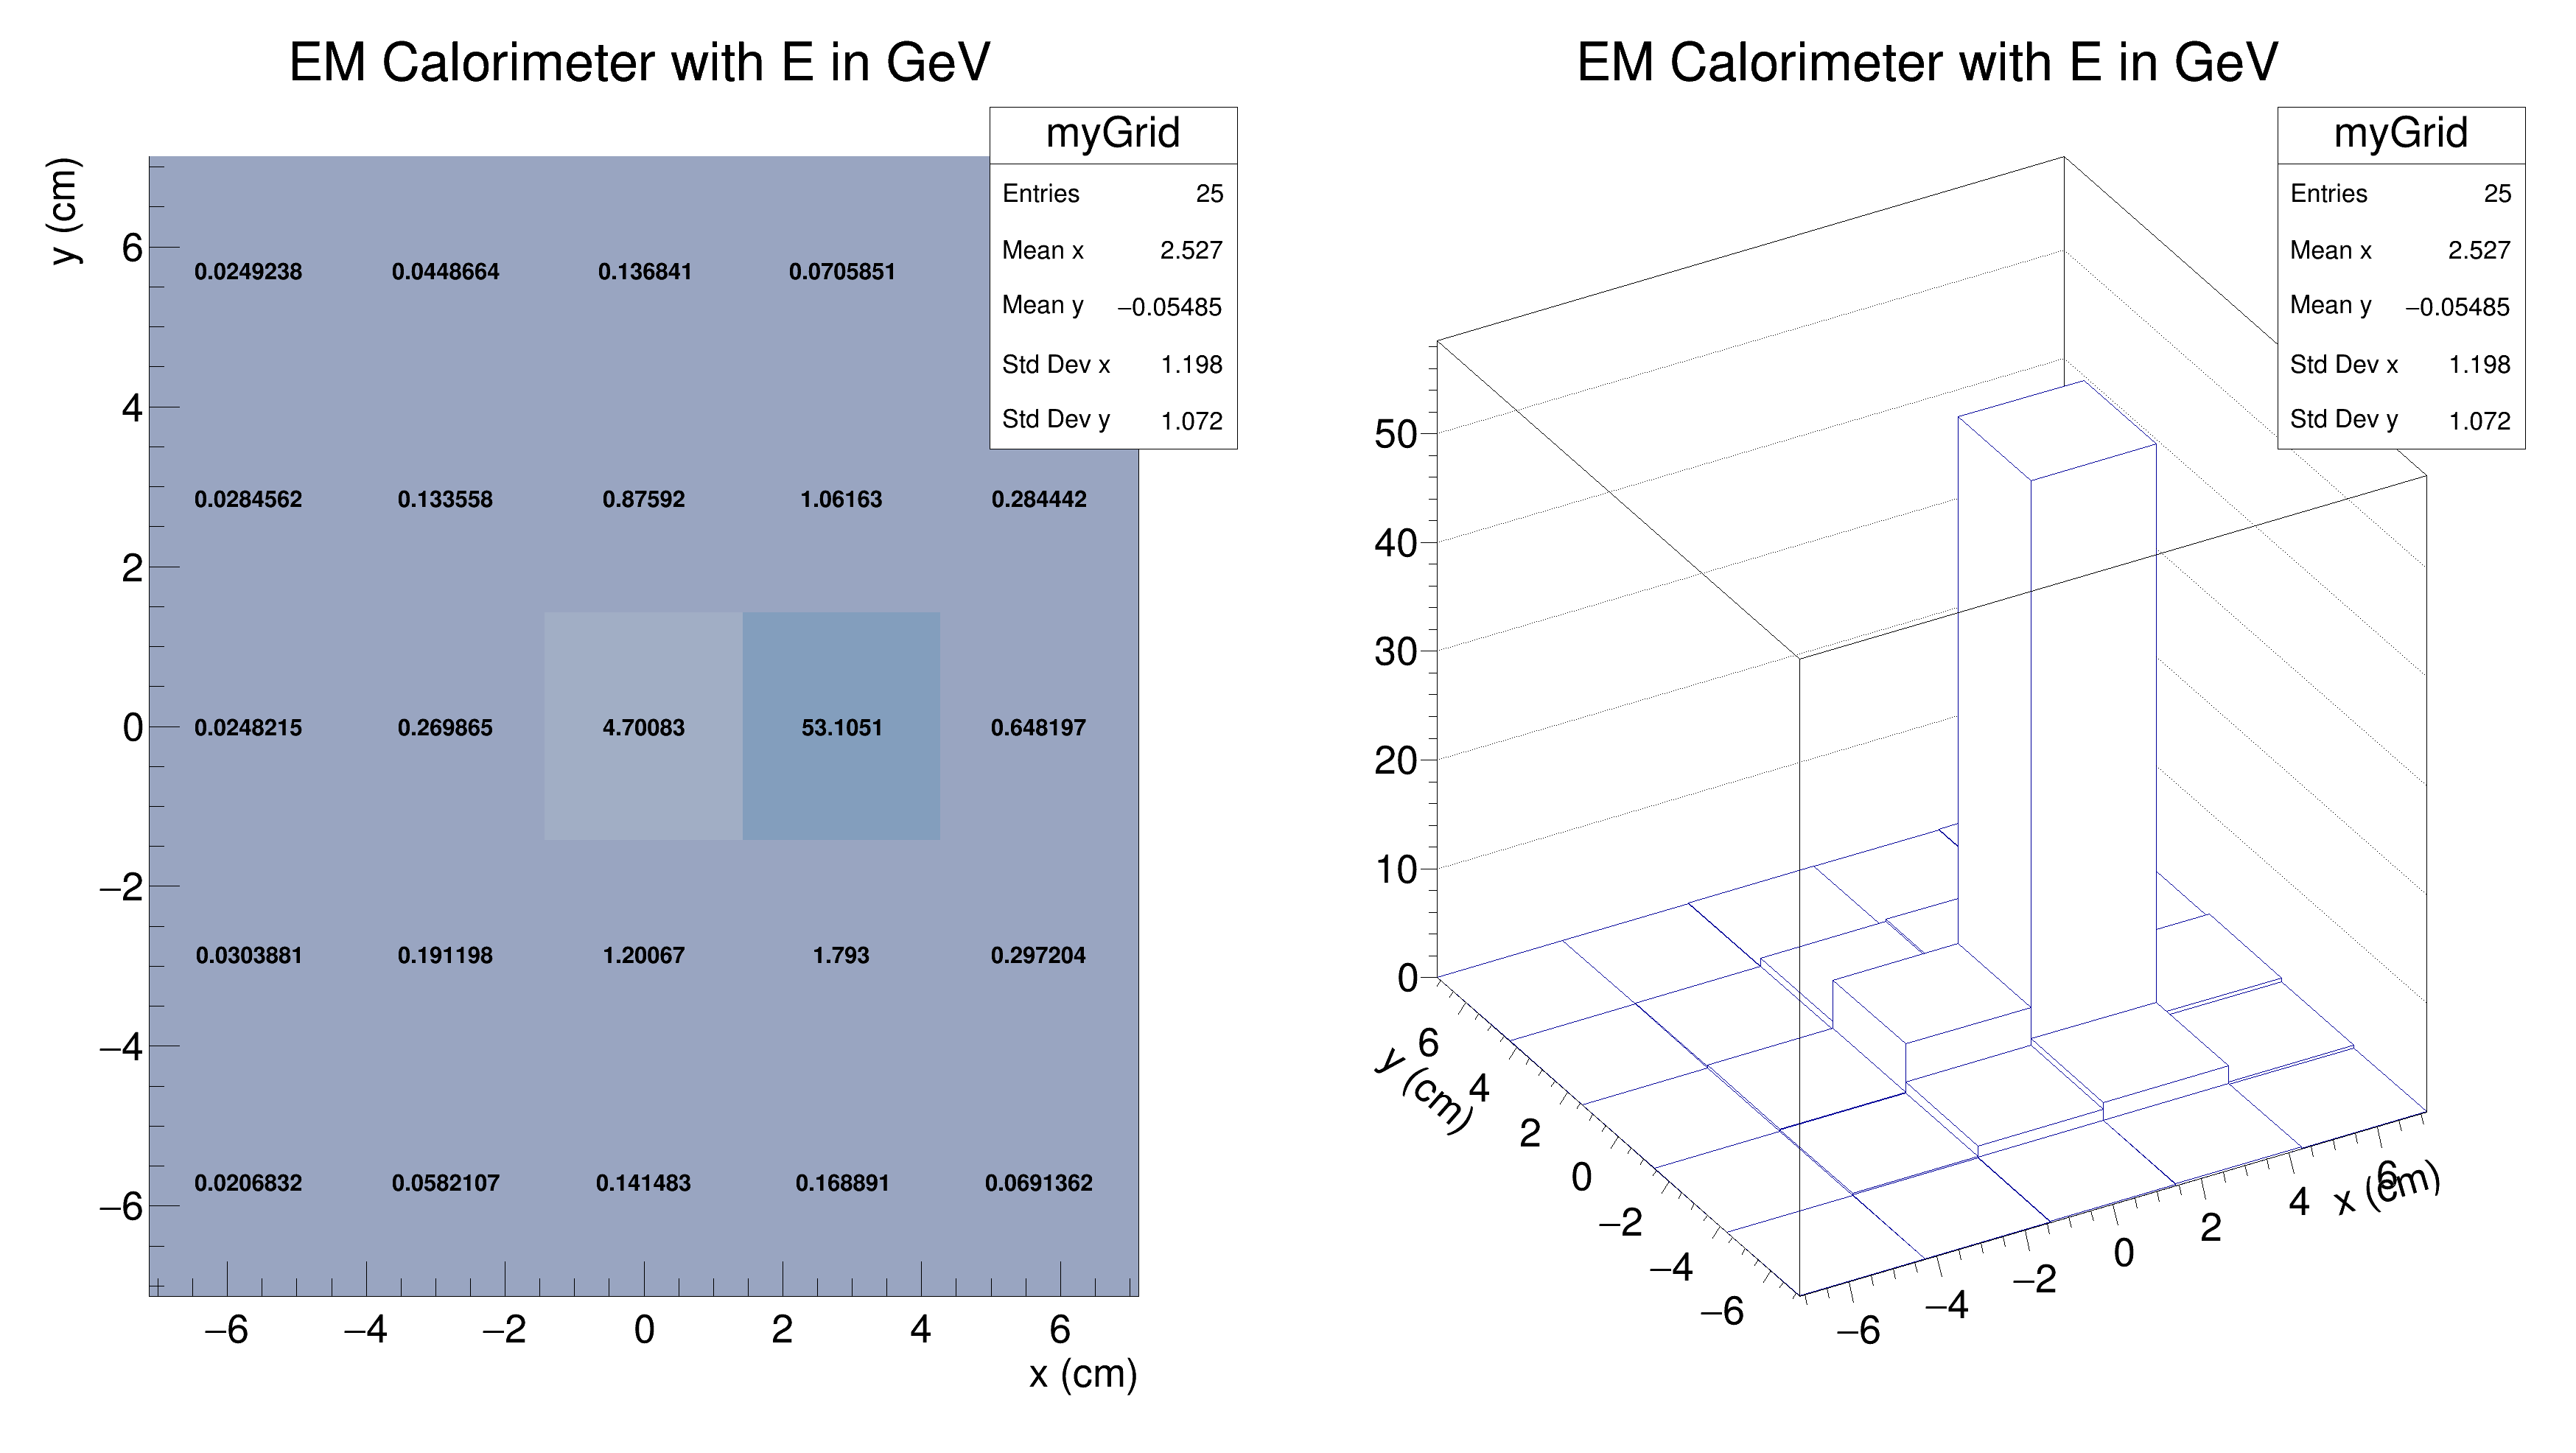 EM Calorimeter with E in GeV
myGrid
Entries 25
Mean x 2.527
Mean y −0.05485
Std Dev x 1.198
Std Dev y 1.072
y (cm)
6
4
2
0
−2
−4
−6
0.0249238 0.0448664 0.136841 0.0705851
0.0284562 0.133558 0.87592 1.06163 0.284442
0.0248215 0.269865 4.70083 53.1051 0.648197
0.0303881 0.191198 1.20067 1.793 0.297204
0.0206832 0.0582107 0.141483 0.168891 0.0691362
−6 −4 −2 0 2 4 6
x (cm)
EM Calorimeter with E in GeV
myGrid
Entries 25
Mean x 2.527
Mean y −0.05485
Std Dev x 1.198
Std Dev y 1.072
50
40
30
20
10
0
y (cm)
6
4
2
0
−2
−4
−6
−6 −4 −2 0 2 4 6
x (cm)